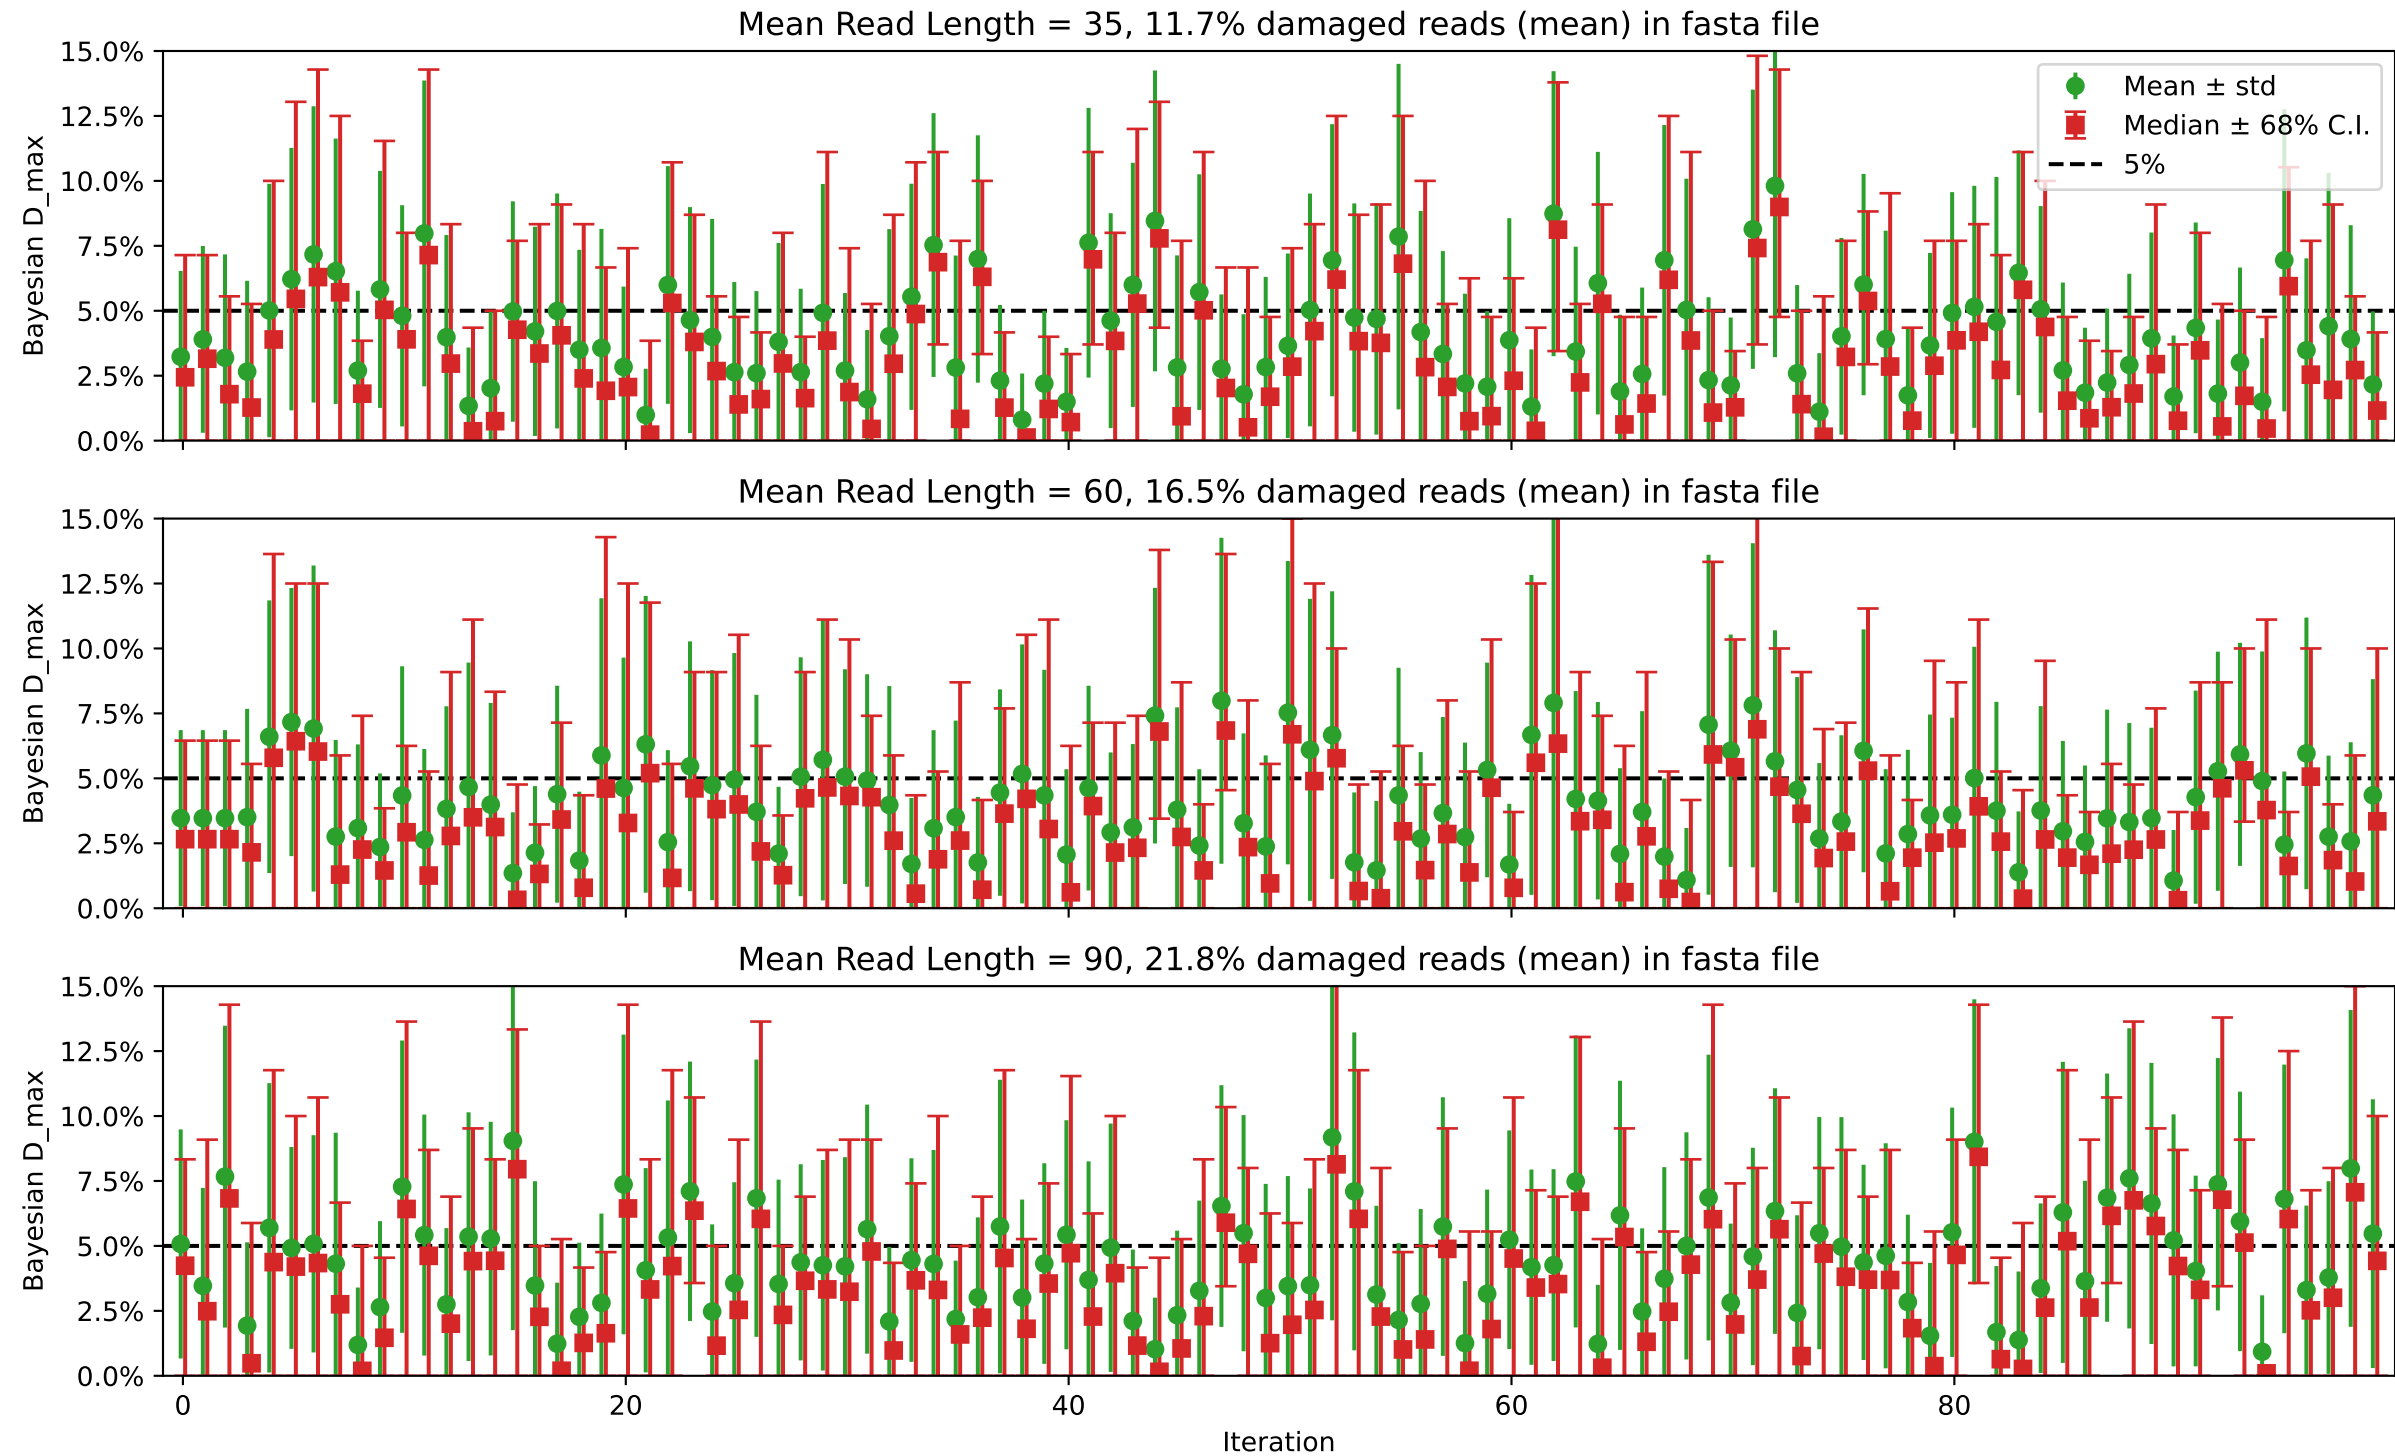 Mean Read Length = 35, 11.7% damaged reads (mean) in fasta file
15.0%
12.5%
10.0%
7.5%
5.0%
2.5%
0.0%
Bayesian D_max
Mean ± std
Median ± 68% C.I.
5%
Mean Read Length = 60, 16.5% damaged reads (mean) in fasta file
15.0%
12.5%
10.0%
7.5%
5.0%
2.5%
0.0%
Bayesian D_max
Mean Read Length = 90, 21.8% damaged reads (mean) in fasta file
15.0%
12.5%
10.0%
7.5%
5.0%
2.5%
0.0%
Bayesian D_max
0 20 40 60 80
Iteration